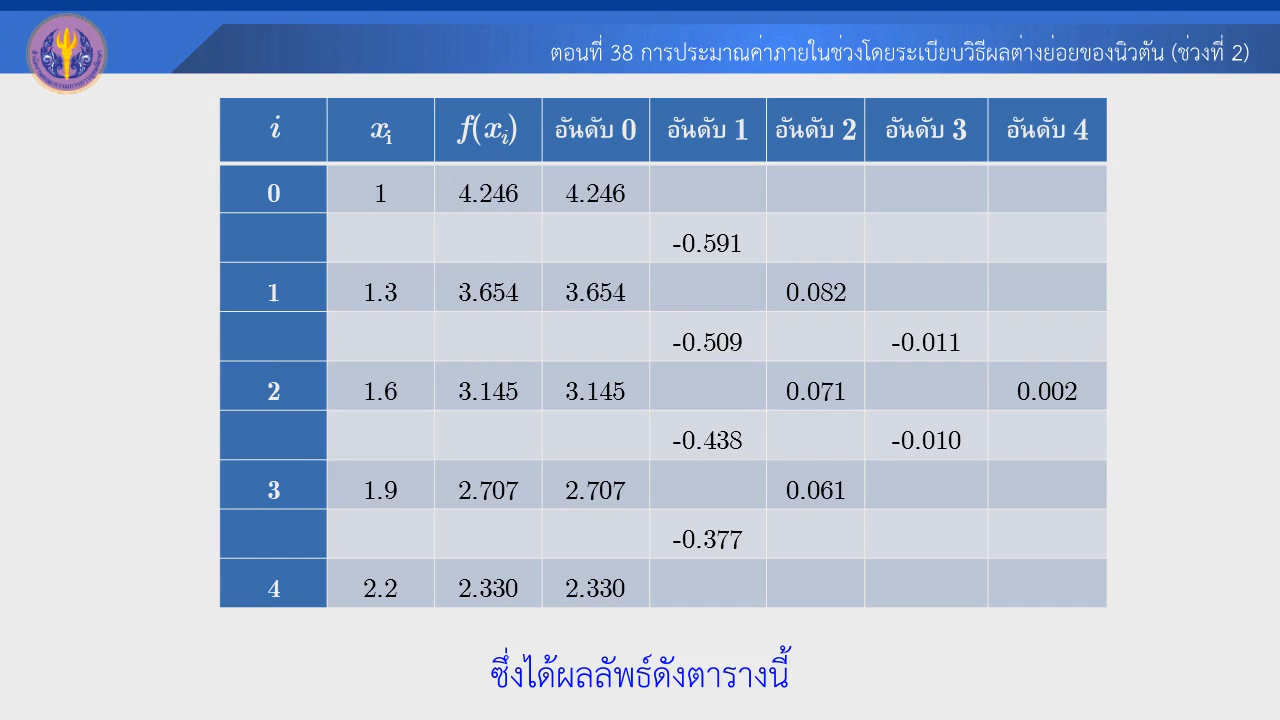 ตอนที่ 38 การประมาณค่าภายในช่วงโดยระเบียบวิธีผลต่างย่อยของนิวตัน (ช่วงที่ 2)
i xᵢ f(xᵢ) อันดับ 0 อันดับ 1 อันดับ 2 อันดับ 3 อันดับ 4
0 1 4.246 4.246
-0.591
1 1.3 3.654 3.654 0.082
-0.509 -0.011
2 1.6 3.145 3.145 0.071 0.002
-0.438 -0.010
3 1.9 2.707 2.707 0.061
-0.377
4 2.2 2.330 2.330
ซึ่งได้ผลลัพธ์ดังตารางนี้